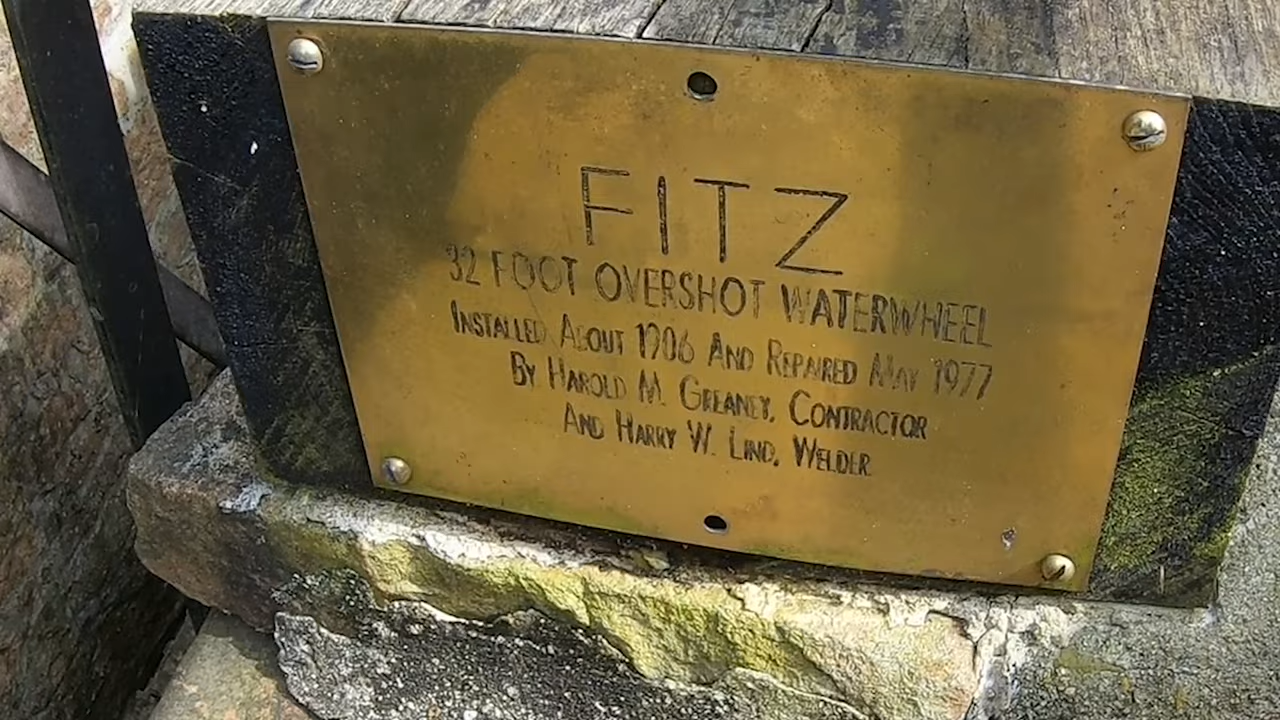 FITZ
32 FOOT OVERSHOT WATERWHEEL
INSTALLED ABOUT 1906 AND REPAIRED MAY 1977
BY HAROLD M. GREANEY, CONTRACTOR
AND HARRY W. LIND, WELDER